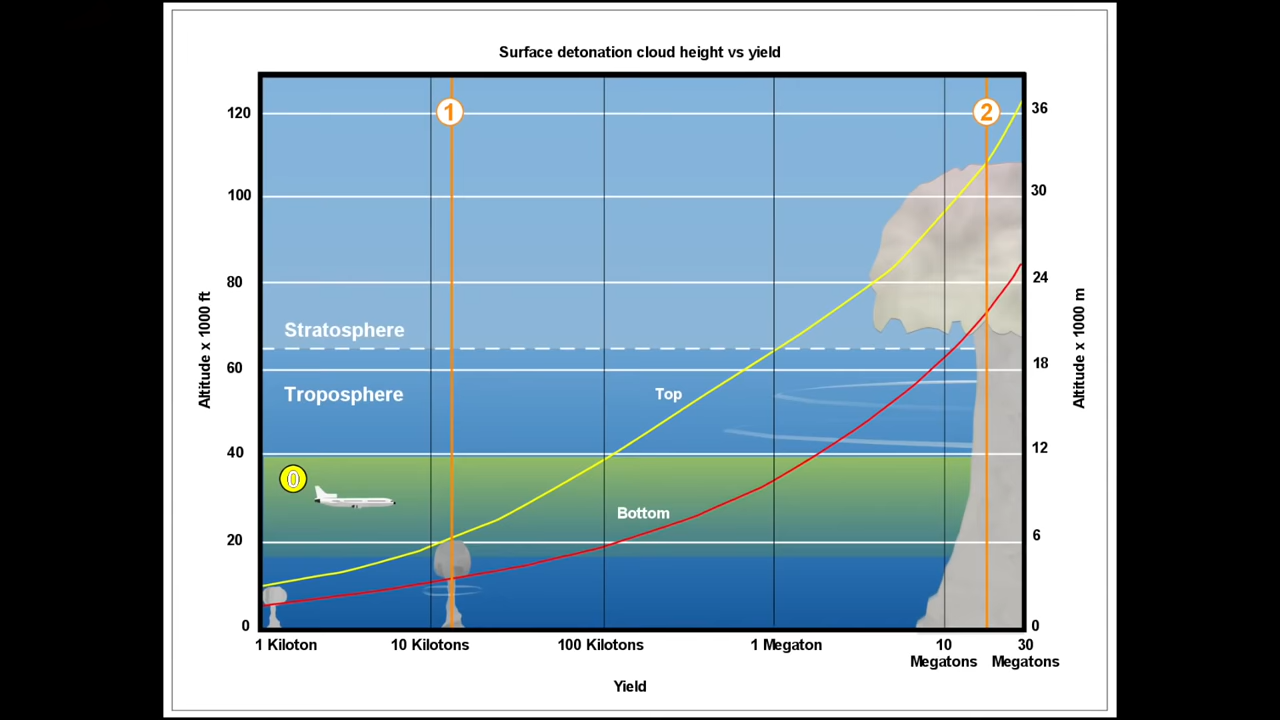 Surface detonation cloud height vs yield
120
100
80
60
40
20
0
Altitude x 1000 ft
36
30
24
18
12
6
0
Altitude x 1000 m
1
2
Stratosphere
Troposphere
Top
0
Bottom
1 Kiloton
10 Kilotons
100 Kilotons
1 Megaton
10
Megatons
30
Megatons
Yield